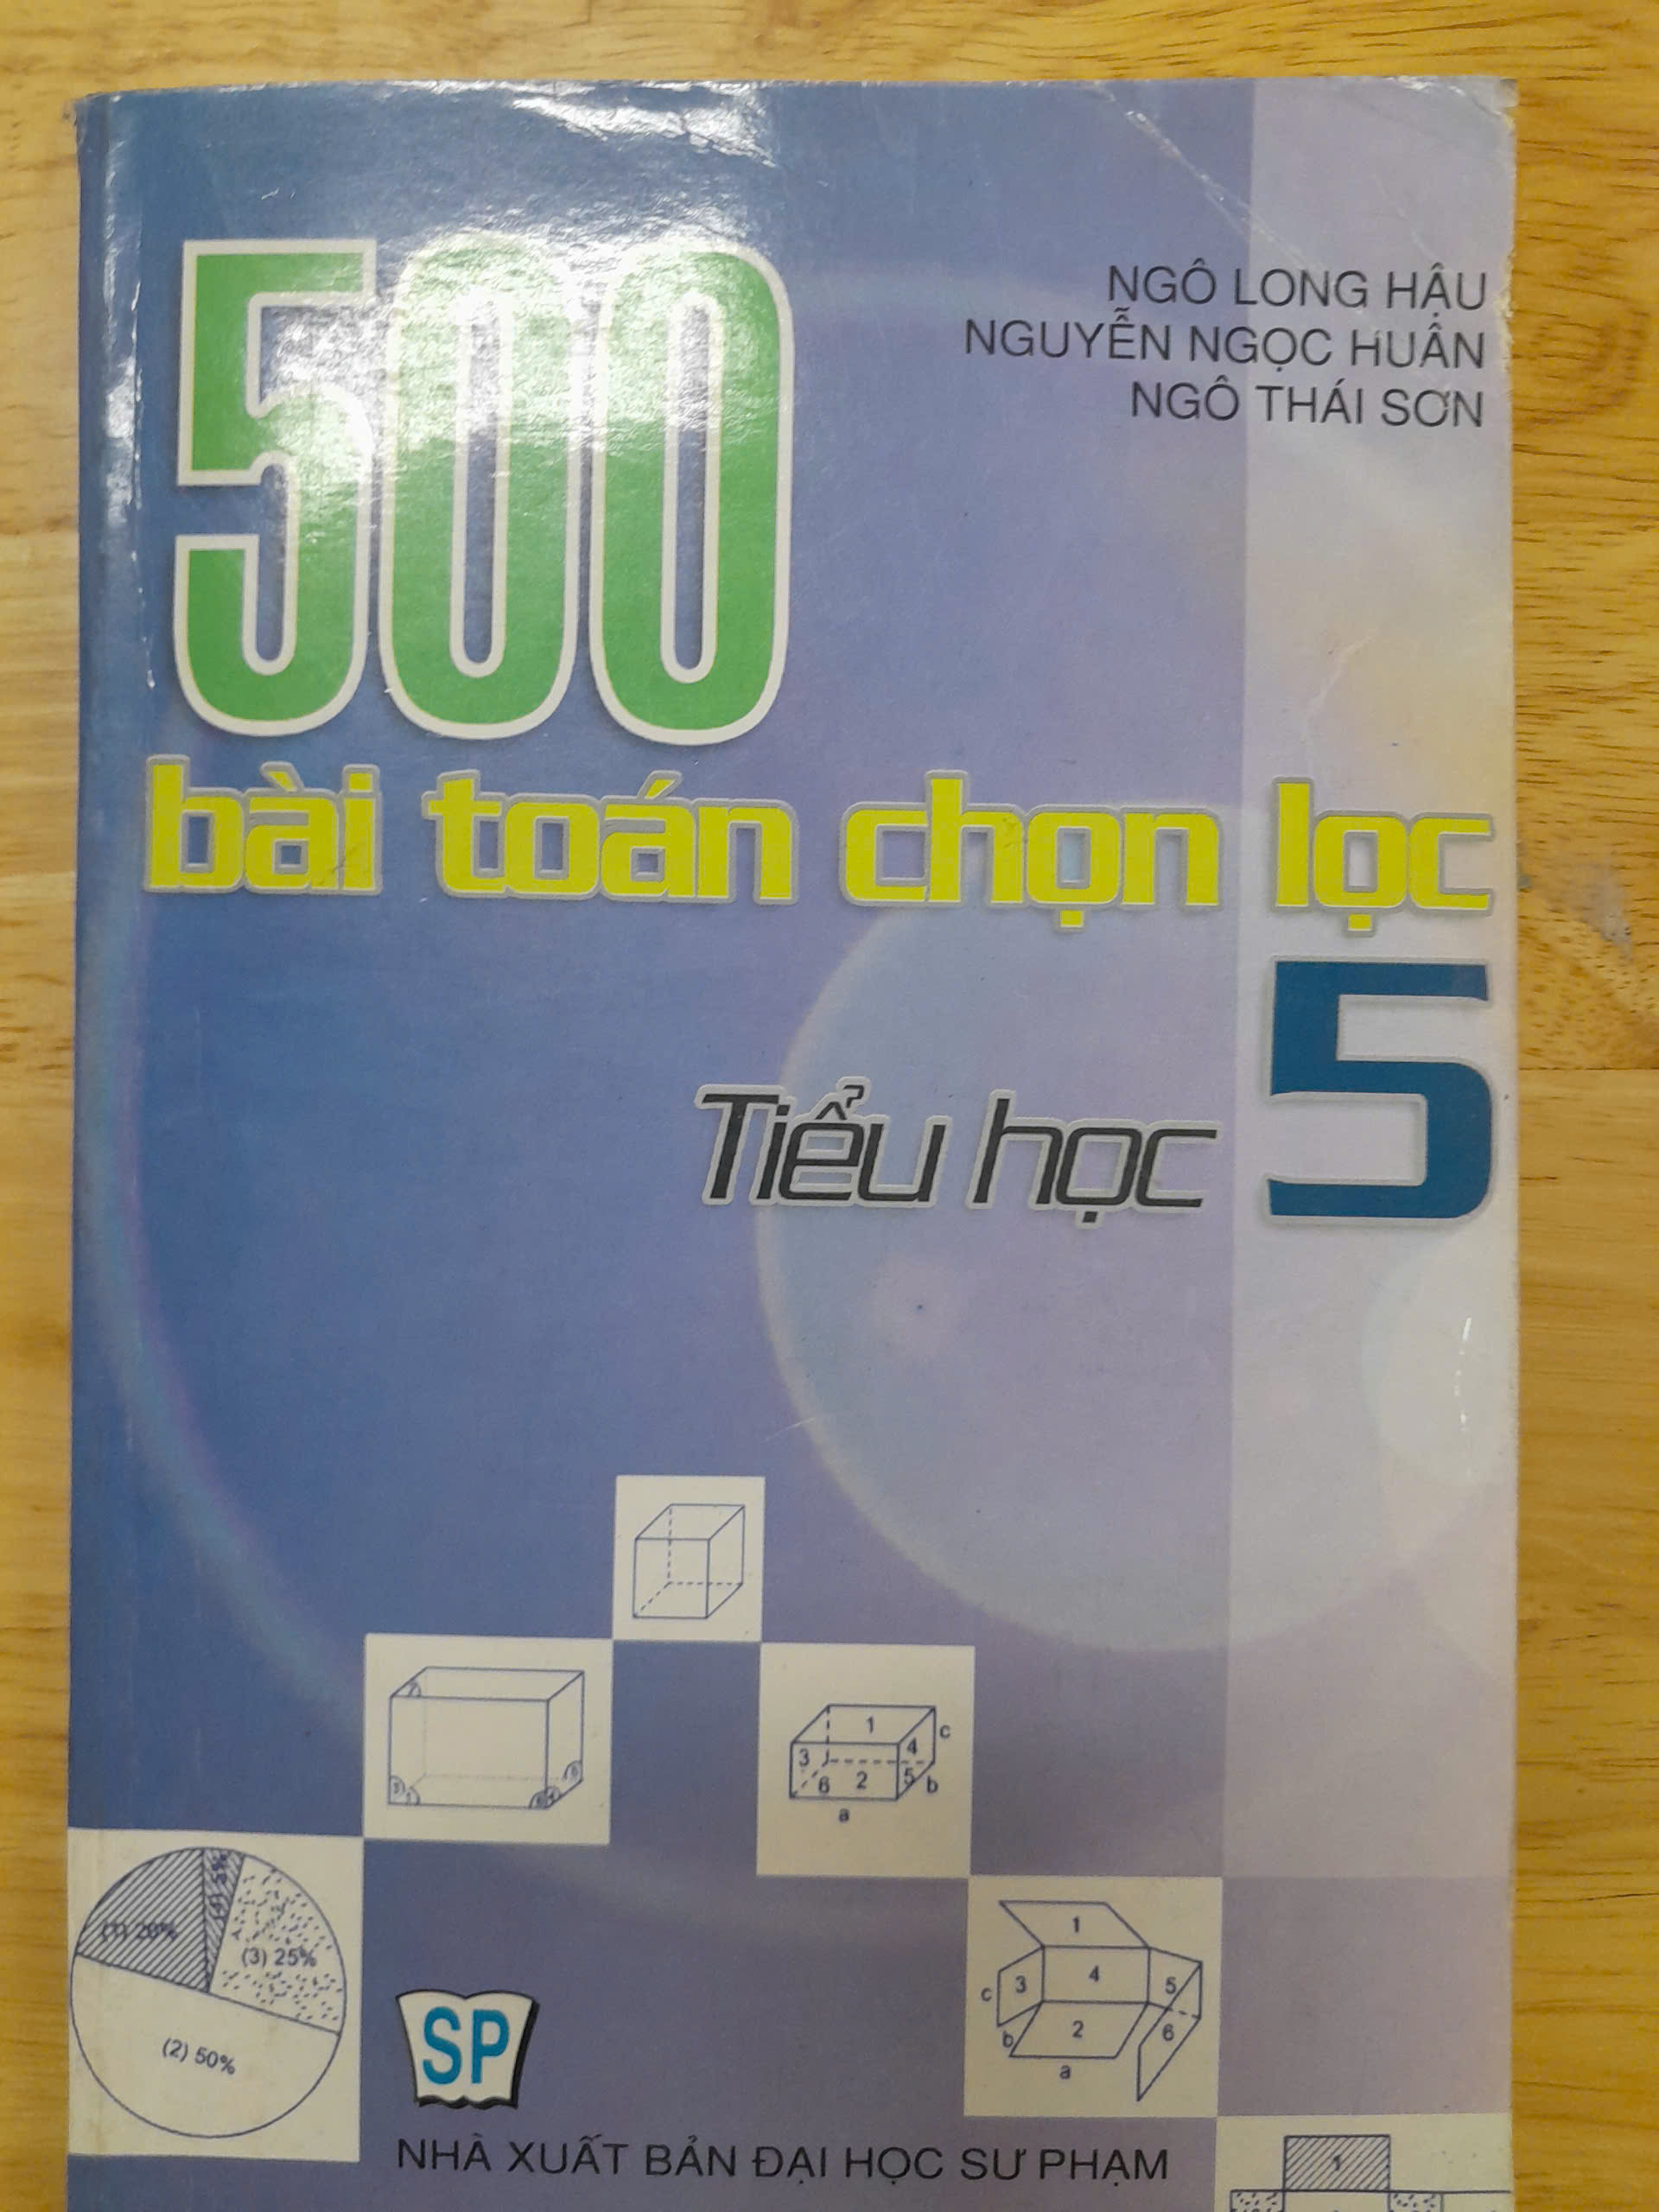 NGÔ LONG HẬU
NGUYỄN NGỌC HUÂN
NGÔ THÁI SƠN
500
bài toán chọn lọc
Tiểu học 5
1
3
4
c
6
2
5
b
a
(1) 20%
(4) 5%
(3) 25%
(2) 50%
1
c
3
4
5
b
2
6
a
SP
NHÀ XUẤT BẢN ĐẠI HỌC SƯ PHẠM
1